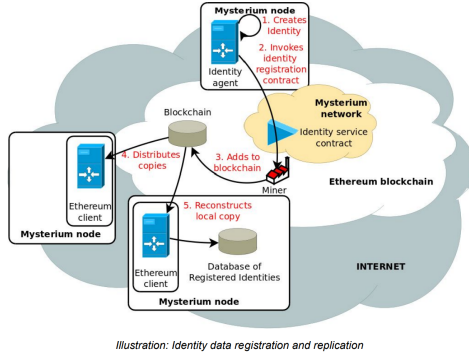 Mysterium node
1. Creates
Identity
2. Invokes
identity
registration
contract
Identity
agent
Mysterium
network
Identity service
contract
Blockchain
4. Distributes
copies
3. Adds to
blockchain
Miner
Ethereum blockchain
Ethereum
client
Mysterium node
5. Reconstructs
local copy
Ethereum
client
Database of
Registered Identities
Mysterium node
INTERNET
Illustration: Identity data registration and replication